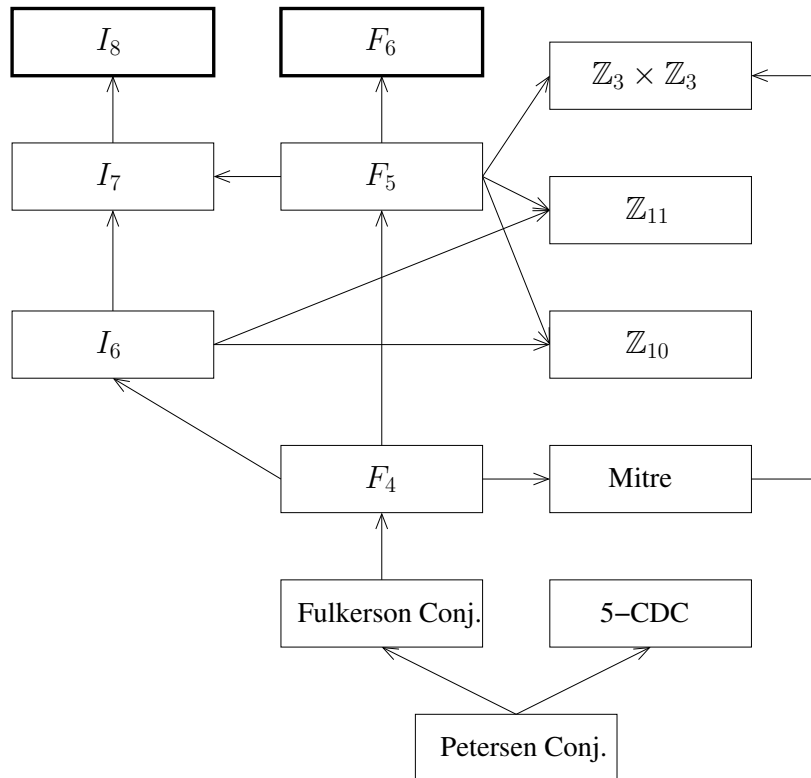 I₈
F₆
ℤ₃ × ℤ₃
I₇
F₅
ℤ₁₁
I₆
ℤ₁₀
F₄
Mitre
Fulkerson Conj.
5−CDC
Petersen Conj.